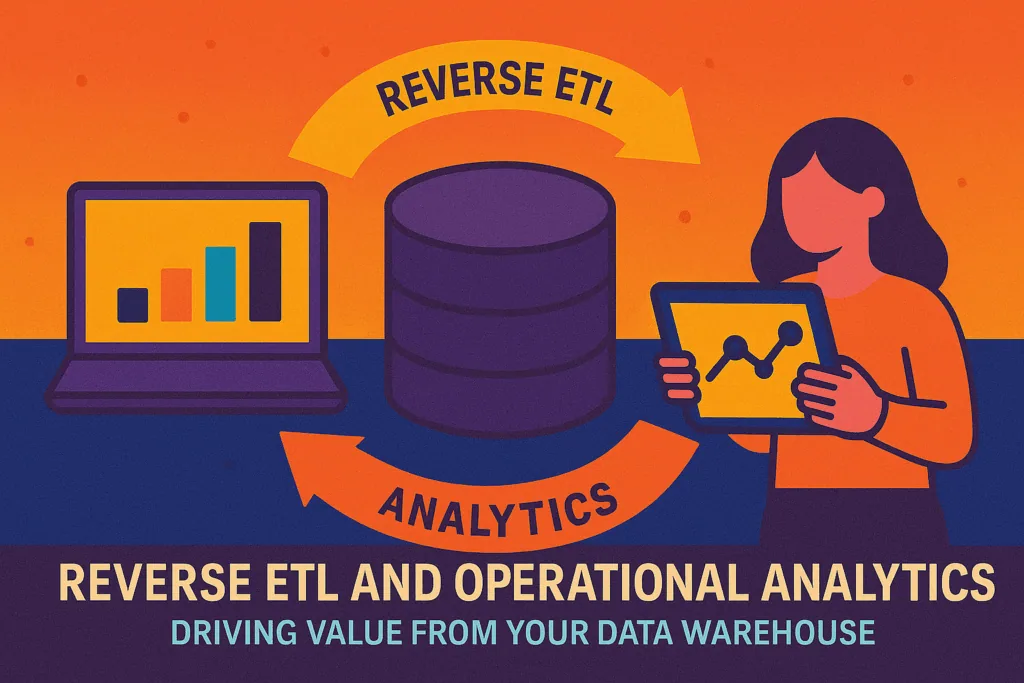 REVERSE ETL
ANALYTICS
REVERSE ETL AND OPERATIONAL ANALYTICS
DRIVING VALUE FROM YOUR DATA WAREHOUSE